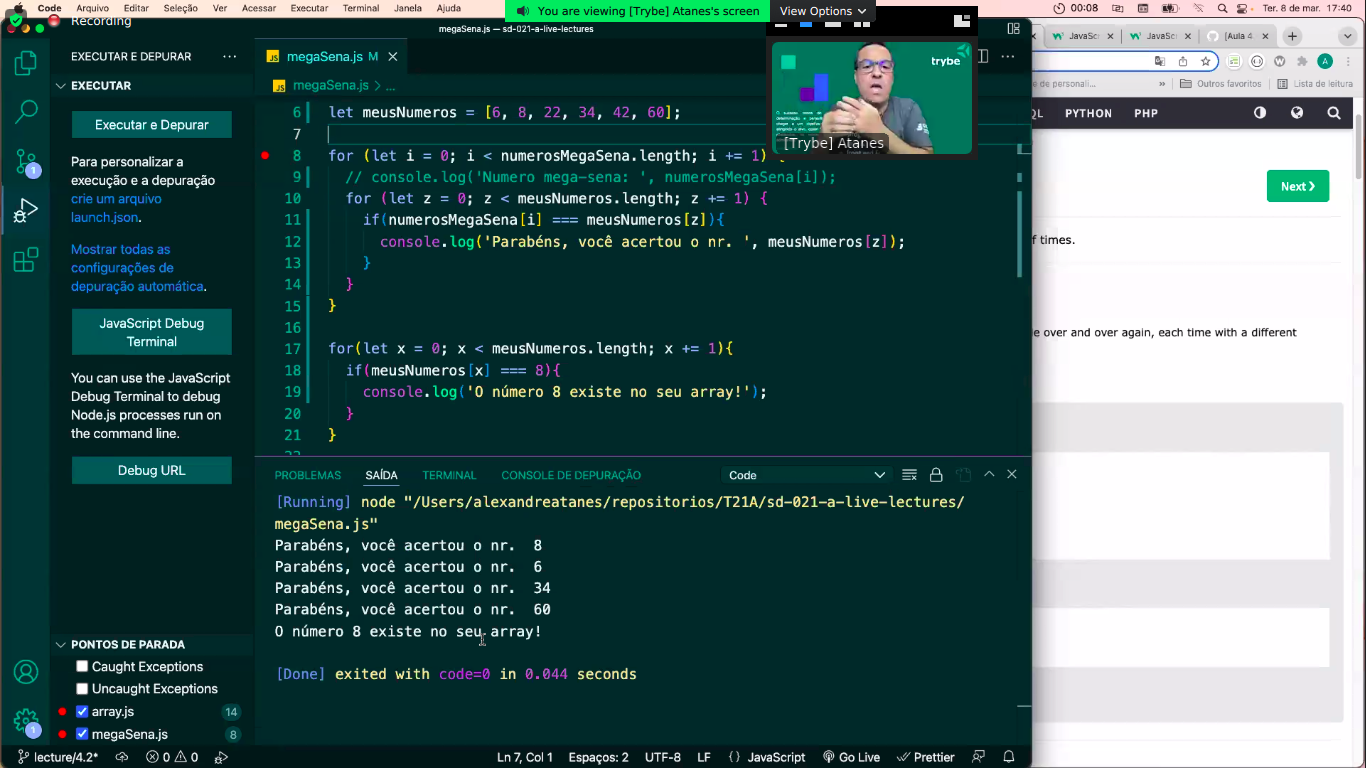 Code Editar Seleção Ver Acessar Executar Terminal Janela Ajuda
00:08 Ter. 8 de mar. 17:40
Recording
You are viewing [Trybe] Atanes's screen
View Options
megaSena.js — sd-021-a-live-lectures
EXECUTAR E DEPURAR ...
EXECUTAR
Executar e Depurar
Para personalizar a
execução e a depuração
crie um arquivo
launch.json.
Mostrar todas as
configurações de
depuração automática.
JavaScript Debug
Terminal
You can use the JavaScript
Debug Terminal to debug
Node.js processes run on
the command line.
Debug URL
PONTOS DE PARADA
Caught Exceptions
Uncaught Exceptions
array.js 14
megaSena.js 8
JS megaSena.js M
JS megaSena.js > ...
6 let meusNumeros = [6, 8, 22, 34, 42, 60];
7
8 for (let i = 0; i < numerosMegaSena.length; i += 1) {
9 // console.log('Numero mega-sena: ', numerosMegaSena[i]);
10 for (let z = 0; z < meusNumeros.length; z += 1) {
11 if(numerosMegaSena[i] === meusNumeros[z]){
12 console.log('Parabéns, você acertou o nr. ', meusNumeros[z]);
13 }
14 }
15 }
16
17 for(let x = 0; x < meusNumeros.length; x += 1){
18 if(meusNumeros[x] === 8){
19 console.log('O número 8 existe no seu array!');
20 }
21 }
trybe
[Trybe] Atanes
PROBLEMAS SAÍDA TERMINAL CONSOLE DE DEPURAÇÃO Code
[Running] node "/Users/alexandreatanes/repositorios/T21A/sd-021-a-live-lectures/
megaSena.js"
Parabéns, você acertou o nr.  8
Parabéns, você acertou o nr.  6
Parabéns, você acertou o nr.  34
Parabéns, você acertou o nr.  60
O número 8 existe no seu array!
[Done] exited with code=0 in 0.044 seconds
lecture/4.2* 0 0 Ln 7, Col 1 Espaços: 2 UTF-8 LF {} JavaScript Go Live Prettier
JavaSc JavaSc [Aula 4
de personali... » Outros favoritos Lista de leitura
QL PYTHON PHP
Next ❯
f times.
e over and over again, each time with a different